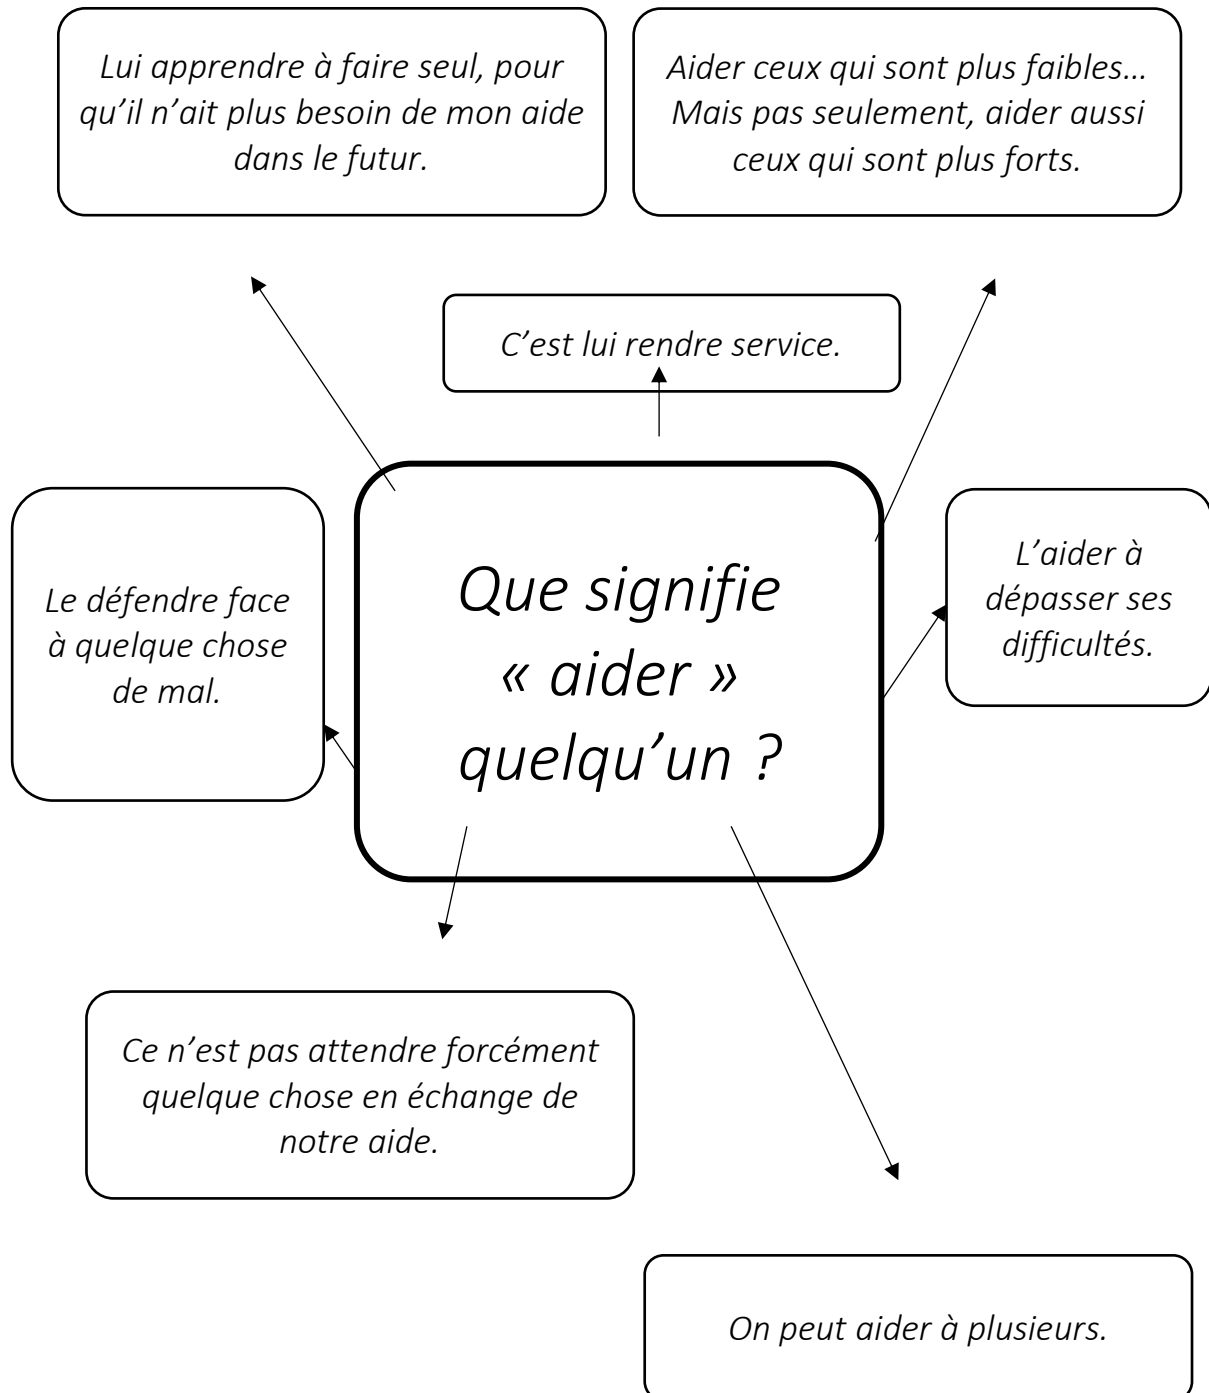 Lui apprendre à faire seul, pour
qu’il n’ait plus besoin de mon aide
dans le futur.
Aider ceux qui sont plus faibles…
Mais pas seulement, aider aussi
ceux qui sont plus forts.
C’est lui rendre service.
Le défendre face
à quelque chose
de mal.
Que signifie
« aider »
quelqu’un ?
L’aider à
dépasser ses
difficultés.
Ce n’est pas attendre forcément
quelque chose en échange de
notre aide.
On peut aider à plusieurs.